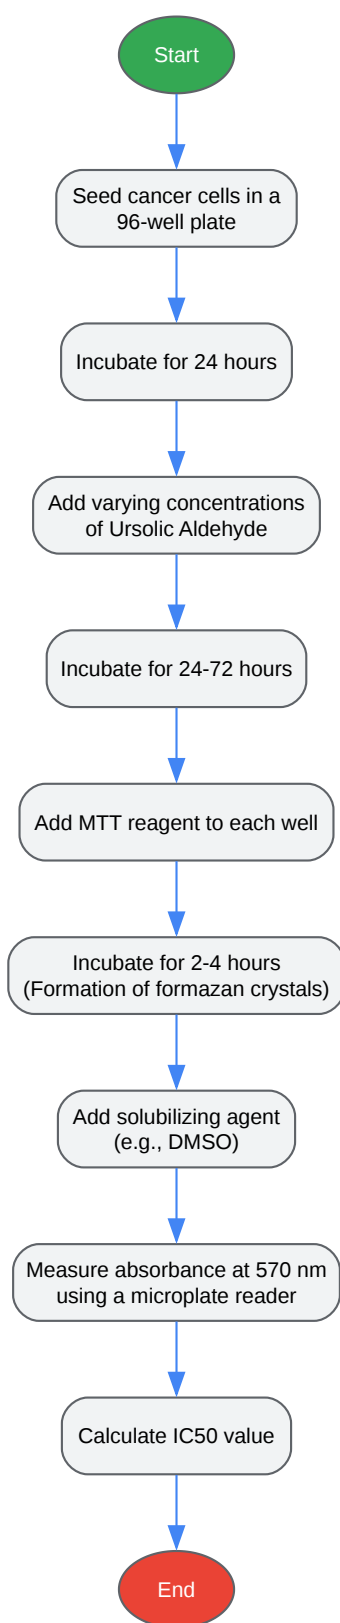 Start
Seed cancer cells in a
96-well plate
Incubate for 24 hours
Add varying concentrations
of Ursolic Aldehyde
Incubate for 24-72 hours
Add MTT reagent to each well
Incubate for 2-4 hours
(Formation of formazan crystals)
Add solubilizing agent
(e.g., DMSO)
Measure absorbance at 570 nm
using a microplate reader
Calculate IC50 value
End